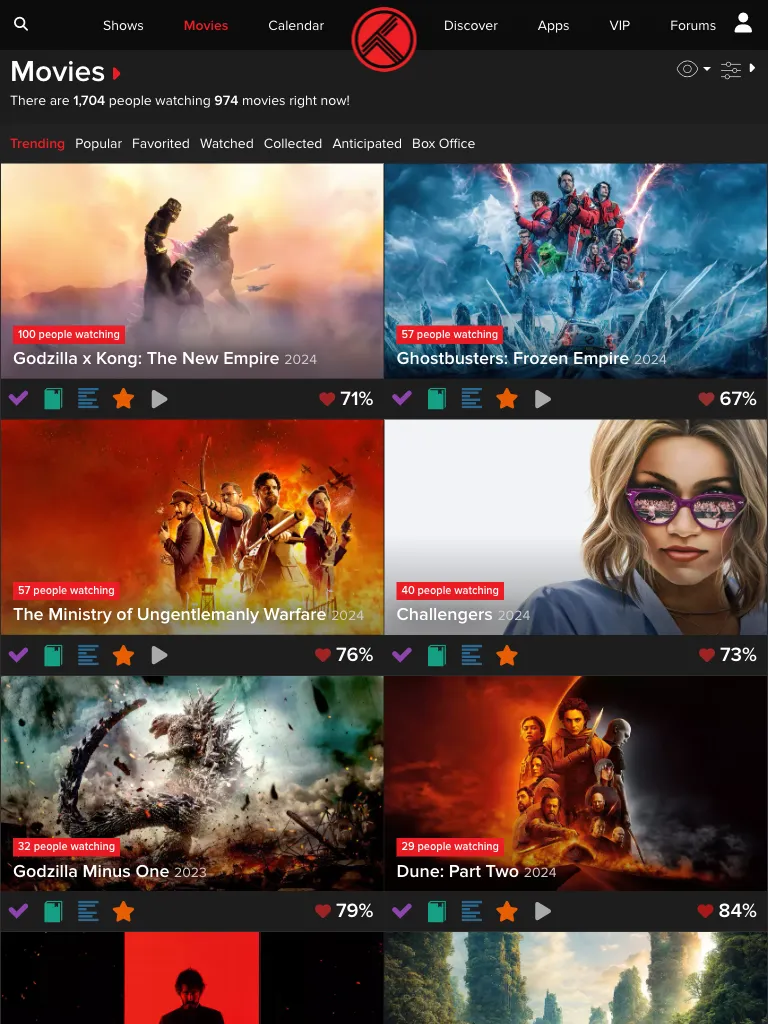 Shows Movies Calendar Discover Apps VIP Forums
Movies
There are 1,704 people watching 974 movies right now!
Trending Popular Favorited Watched Collected Anticipated Box Office
100 people watching
Godzilla x Kong: The New Empire 2024
71%
57 people watching
Ghostbusters: Frozen Empire 2024
67%
57 people watching
The Ministry of Ungentlemanly Warfare 2024
76%
40 people watching
Challengers 2024
73%
32 people watching
Godzilla Minus One 2023
79%
29 people watching
Dune: Part Two 2024
84%